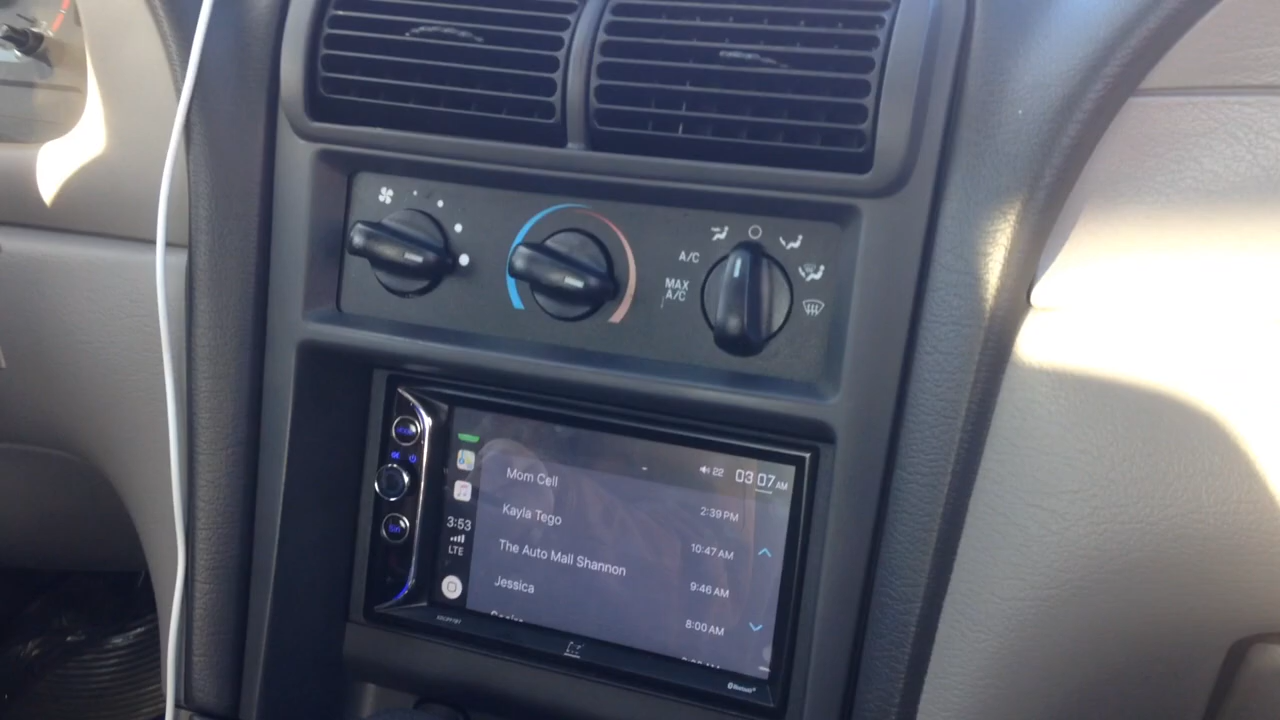 A/C
MAX
A/C
22
03 07 AM
Mom Cell
2:39 PM
Kayla Tego
10:47 AM
3:53
LTE
The Auto Mall Shannon
9:46 AM
Jessica
8:00 AM
Bluetooth